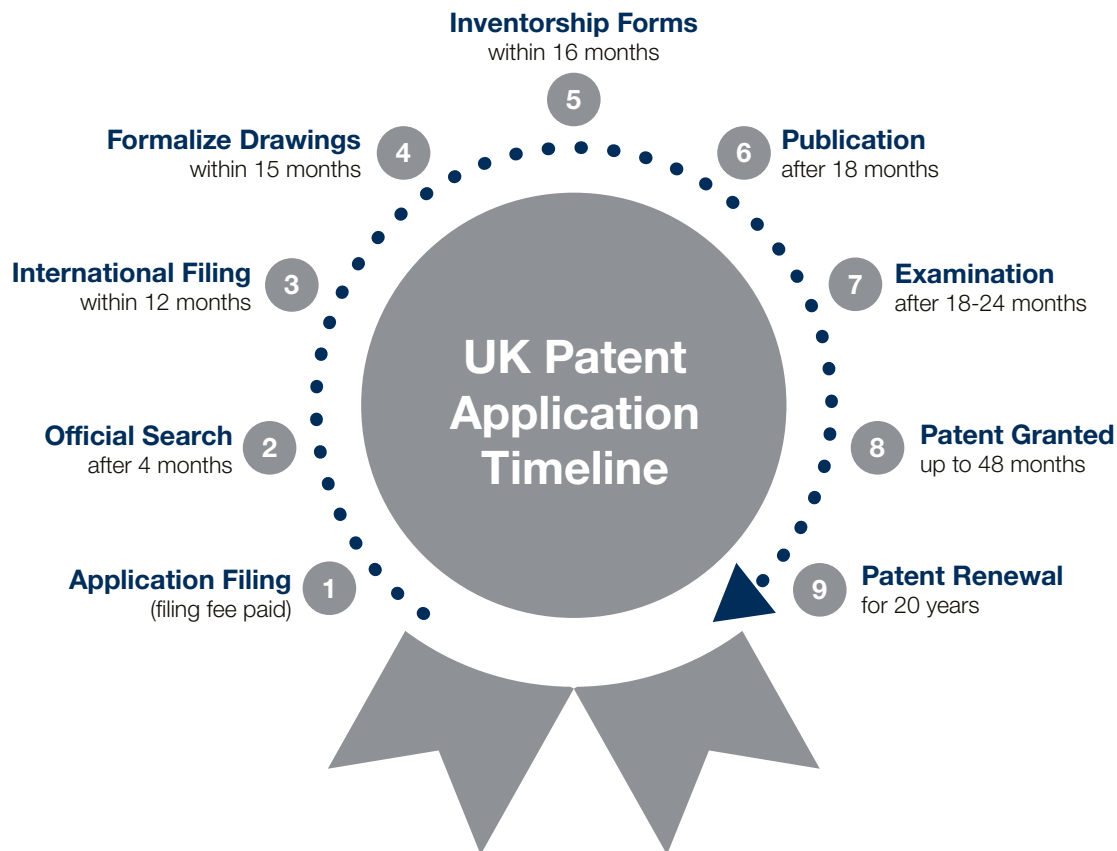 UK Patent
Application
Timeline
1
Application Filing
(filing fee paid)
2
Official Search
after 4 months
3
International Filing
within 12 months
4
Formalize Drawings
within 15 months
5
Inventorship Forms
within 16 months
6
Publication
after 18 months
7
Examination
after 18-24 months
8
Patent Granted
up to 48 months
9
Patent Renewal
for 20 years